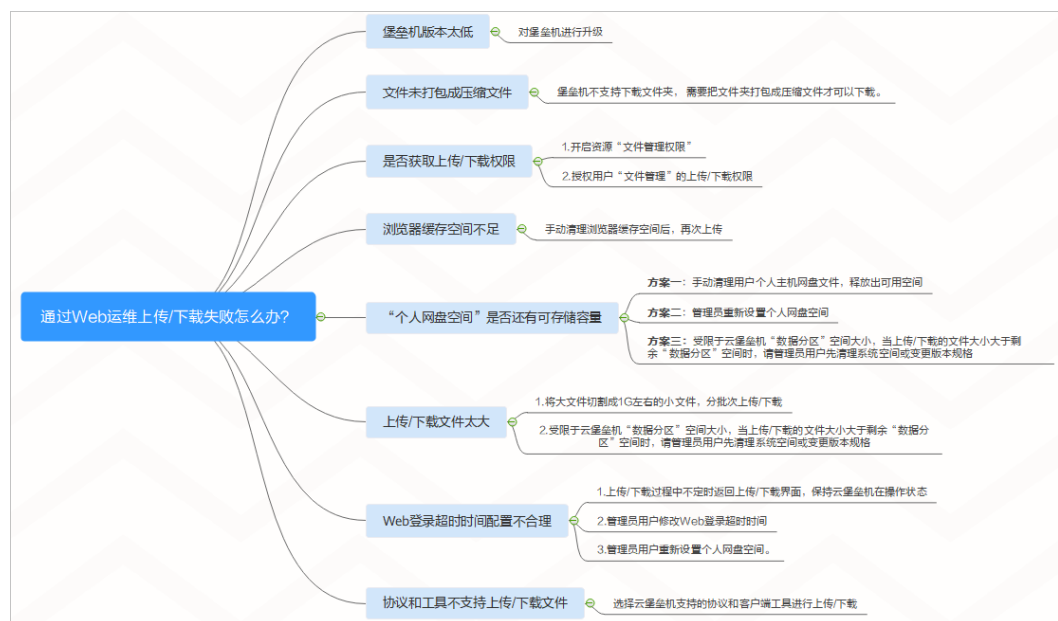 通过Web运维上传/下载失败怎么办?
堡垒机版本太低
对堡垒机进行升级
文件未打包成压缩文件
堡垒机不支持下载文件夹，需要把文件夹打包成压缩文件才可以下载。
是否获取上传/下载权限
1.开启资源“文件管理权限”
2.授权用户“文件管理”的上传/下载权限
浏览器缓存空间不足
手动清理浏览器缓存空间后，再次上传
“个人网盘空间”是否还有可存储容量
方案一：手动清理用户个人主机网盘文件，释放出可用空间
方案二：管理员重新设置个人网盘空间
方案三：受限于云堡垒机“数据分区”空间大小，当上传/下载的文件大小大于剩
余“数据分区”空间时，请管理员用户先清理系统空间或变更版本规格
上传/下载文件太大
1.将大文件切割成1G左右的小文件，分批次上传/下载
2.受限于云堡垒机“数据分区”空间大小，当上传/下载的文件大小大于剩余“数据分
区”空间时，请管理员用户先清理系统空间或变更版本规格
Web登录超时时间配置不合理
1.上传/下载过程中不定时返回上传/下载界面，保持云堡垒机在操作状态
2.管理员用户修改Web登录超时时间
3.管理员用户重新设置个人网盘空间。
协议和工具不支持上传/下载文件
选择云堡垒机支持的协议和客户端工具进行上传/下载